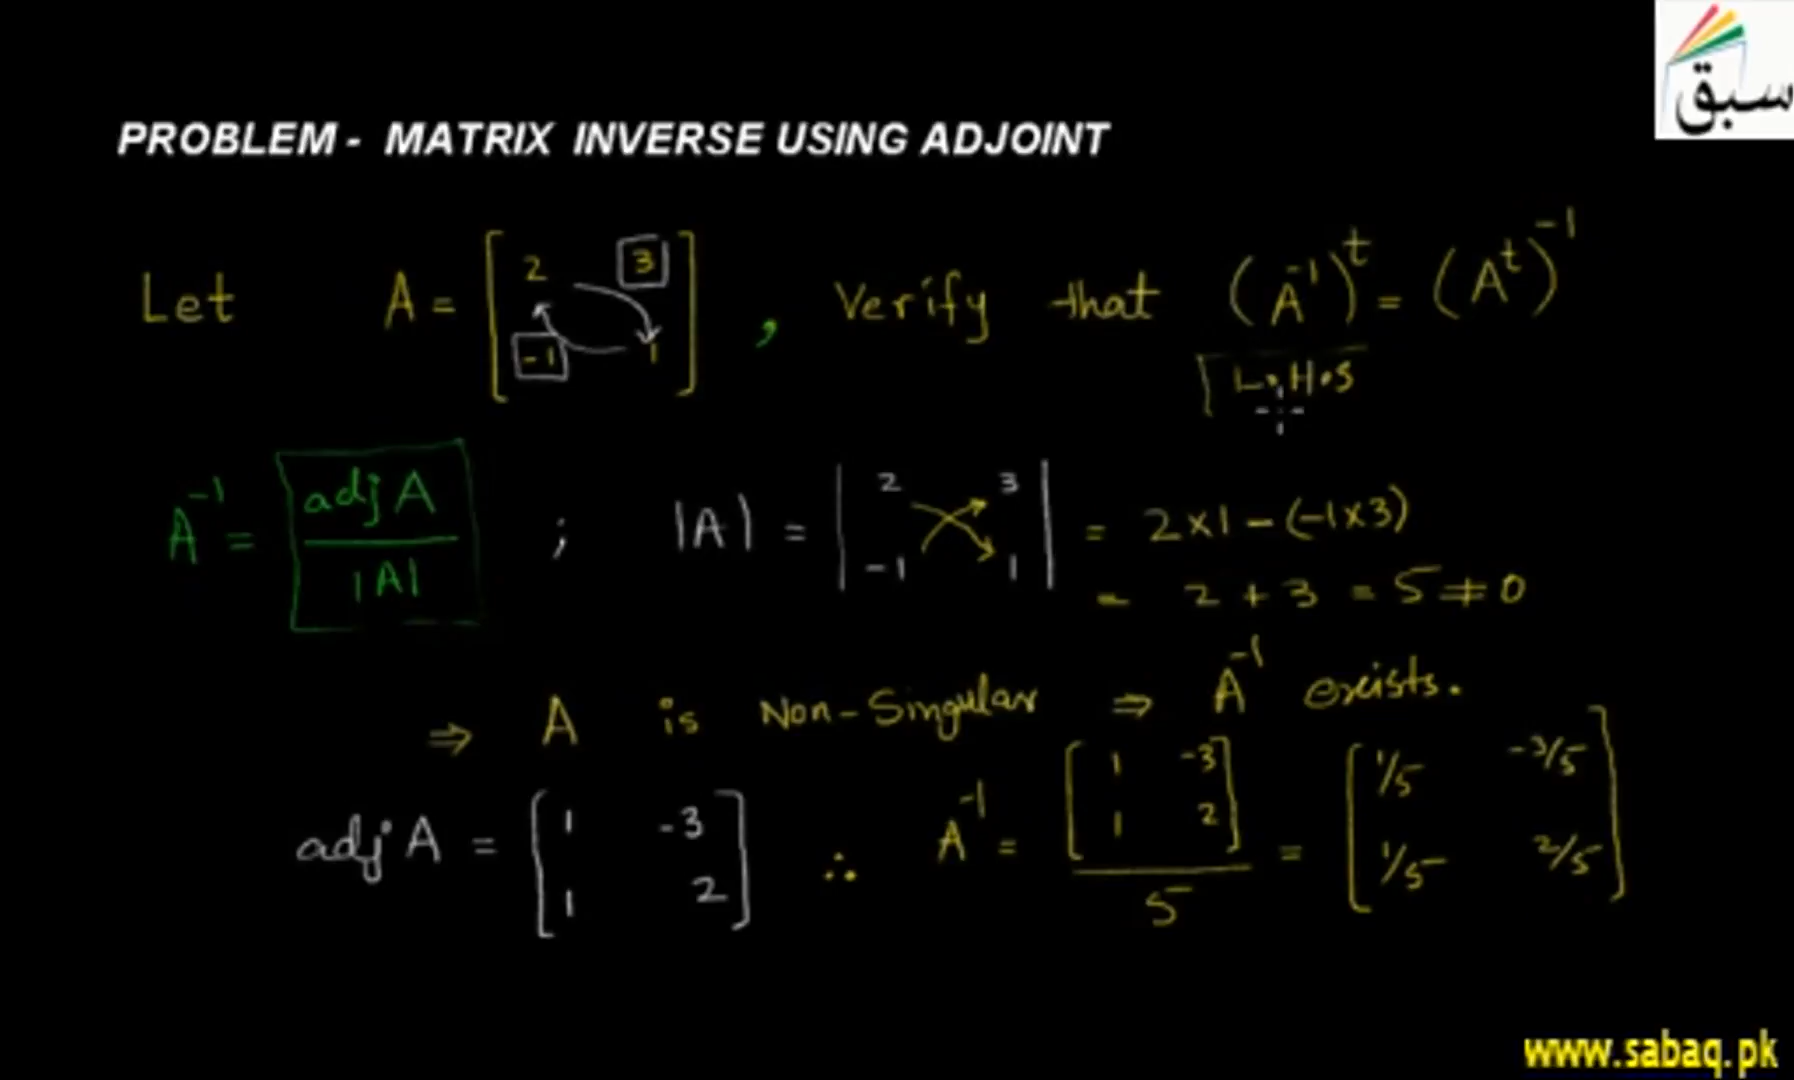 سبق
PROBLEM - MATRIX INVERSE USING ADJOINT
Let A = [2 3; -1 1], Verify that (A⁻¹)ᵗ = (Aᵗ)⁻¹
L.H.S
A⁻¹ = adj A / |A| ; |A| = |2 3; -1 1| = 2×1 - (-1×3)
= 2 + 3 = 5 ≠ 0
⇒ A is Non-Singular ⇒ A⁻¹ exists.
adj A = [1 -3; 1 2] ∴ A⁻¹ = [1 -3; 1 2] / 5 = [1/5 -3/5; 1/5 2/5]
www.sabaq.pk